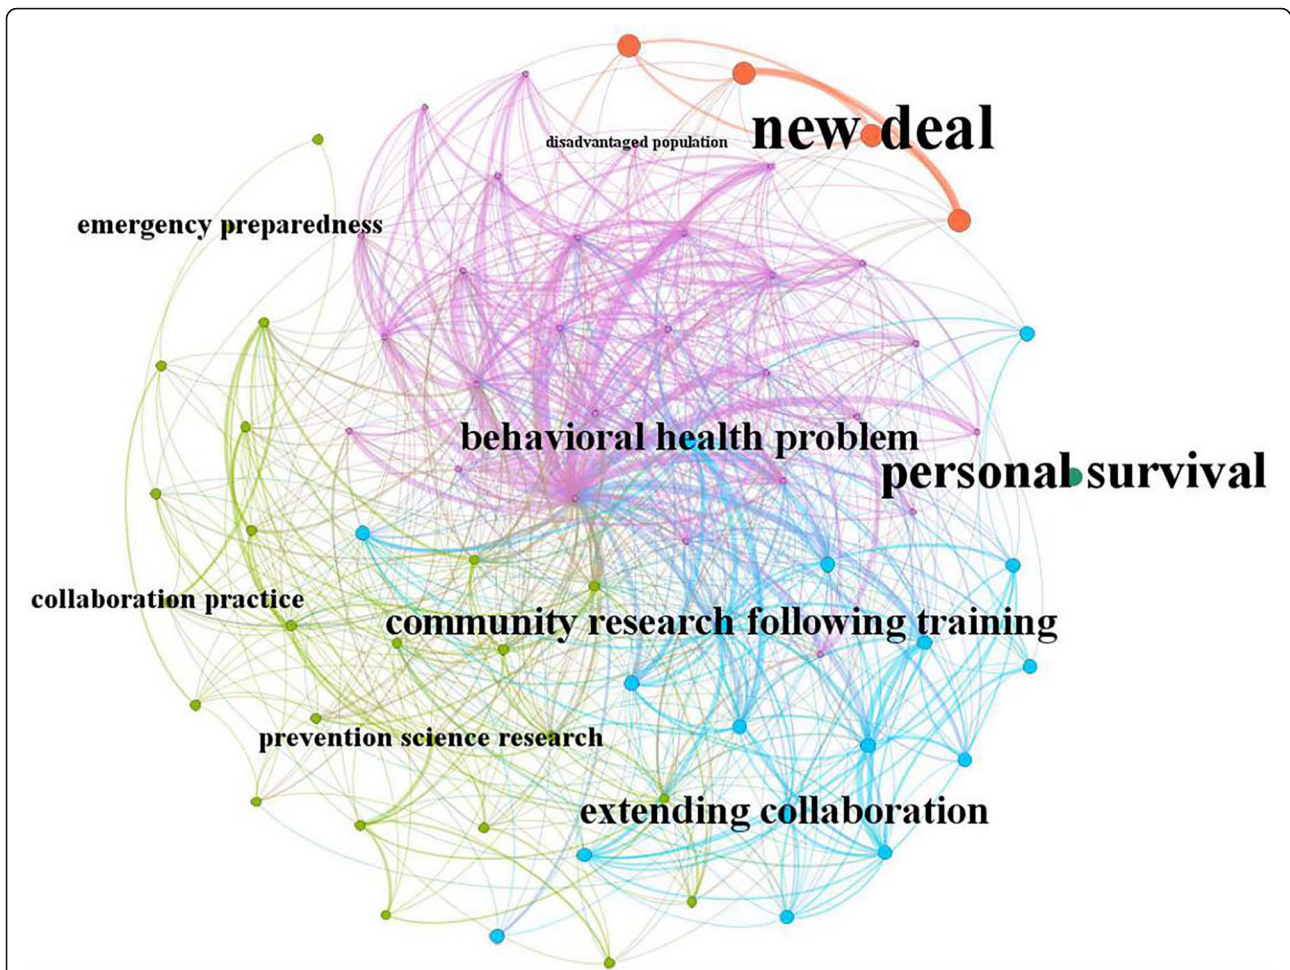 new deal
disadvantaged population
emergency preparedness
behavioral health problem
personal survival
collaboration practice
community research following training
prevention science research
extending collaboration